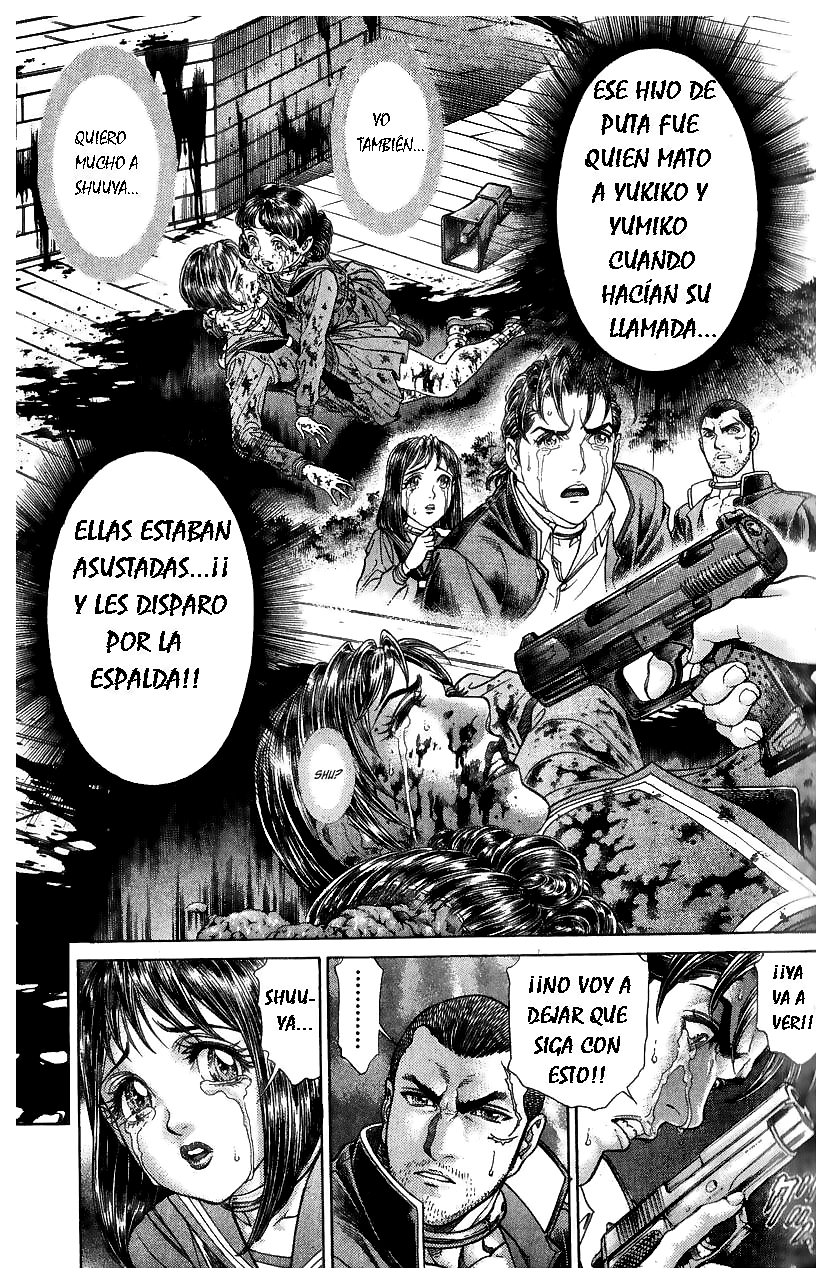 ESE HIJO DE
PUTA FUE
QUIEN MATO
A YUKIKO Y
YUMIKO
CUANDO
HACÍAN SU
LLAMADA...
YO
TAMBIÉN...
QUIERO
MUCHO A
SHUUYA...
ELLAS ESTABAN
ASUSTADAS...¡¡
Y LES DISPARO
POR LA
ESPALDA!!
SHU?
¡¡YA
VA A
VER!!
¡¡NO VOY A
DEJAR QUE
SIGA CON
ESTO!!
.........
SHUU-
YA...